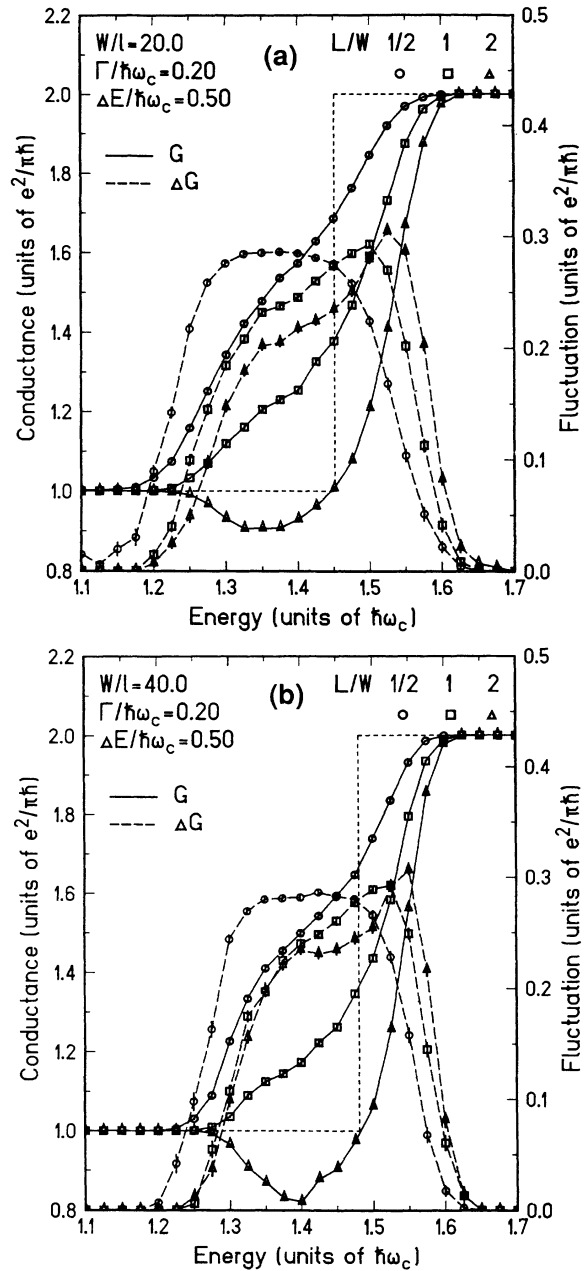 2.2
0.5
W/l=20.0
(a)
L/W 1/2 1 2
Γ/ℏω_c=0.20
ΔE/ℏω_c=0.50
2.0
0.4
G
ΔG
1.8
0.3
1.6
1.4
0.2
1.2
0.1
1.0
0.8
0.0
1.1 1.2 1.3 1.4 1.5 1.6 1.7
Energy (units of ℏω_c)
Conductance (units of e²/πℏ)
Fluctuation (units of e²/πℏ)
2.2
0.5
W/l=40.0
(b)
L/W 1/2 1 2
Γ/ℏω_c=0.20
ΔE/ℏω_c=0.50
2.0
0.4
G
ΔG
1.8
0.3
1.6
1.4
0.2
1.2
0.1
1.0
0.8
0.0
1.1 1.2 1.3 1.4 1.5 1.6 1.7
Energy (units of ℏω_c)
Conductance (units of e²/πℏ)
Fluctuation (units of e²/πℏ)